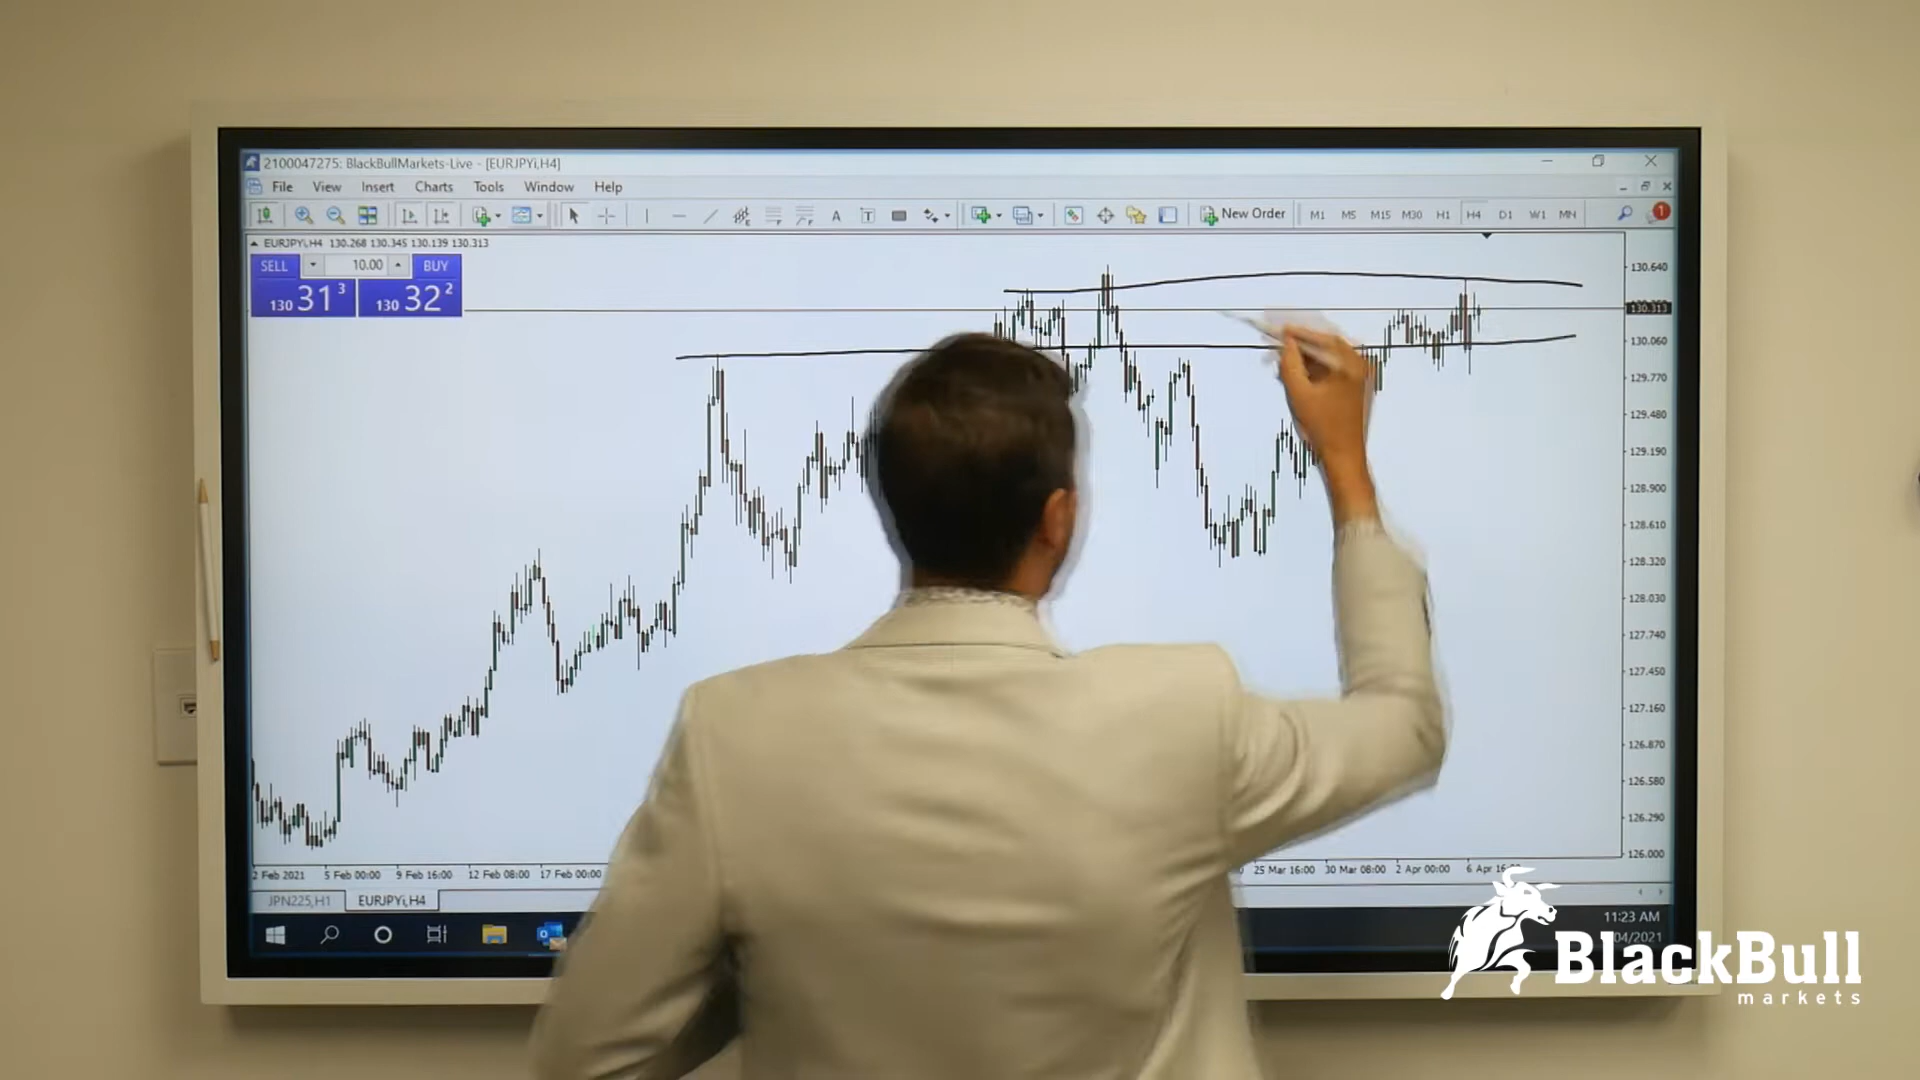 2100047275: BlackBullMarkets-Live - [EURJPYi,H4]
File View Insert Charts Tools Window Help
A T New Order M1 M5 M15 M30 H1 H4 D1 W1 MN 1
EURJPYi,H4 130.268 130.345 130.139 130.313
SELL 10.00 BUY
130 31 3 130 32 2
130.640
130.313
130.060
129.770
129.480
129.190
128.900
128.610
128.320
128.030
127.740
127.450
127.160
126.870
126.580
126.290
126.000
2 Feb 2021 5 Feb 00:00 9 Feb 16:00 12 Feb 08:00 17 Feb 00:00 25 Mar 16:00 30 Mar 08:00 2 Apr 00:00 6 Apr
JPN225,H1 EURJPYi,H4
11:23 AM
04/2021
BlackBull
markets